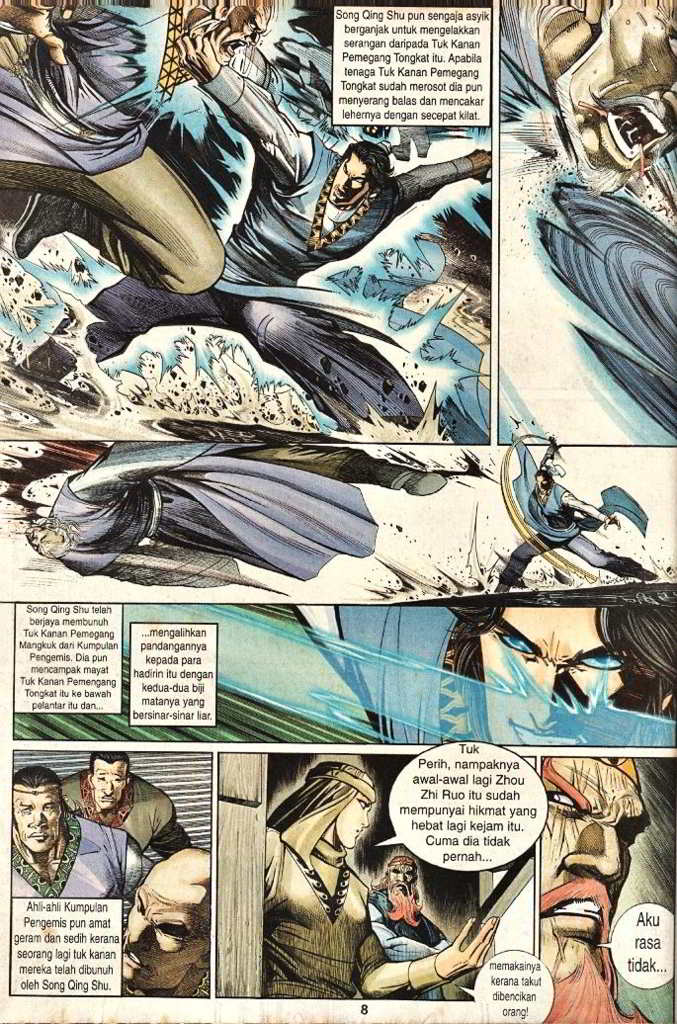 Song Qing Shu pun sengaja asyik
berganjak untuk mengelakkan
serangan daripada Tuk Kanan
Pemegang Tongkat itu. Apabila
tenaga Tuk Kanan Pemegang
Tongkat sudah merosot dia pun
menyerang balas dan mencakar
lehernya dengan secepat kilat.
Song Qing Shu telah
berjaya membunuh
Tuk Kanan Pemegang
Mangkuk dari Kumpulan
Pengemis. Dia pun
mencampak mayat
Tuk Kanan Pemengang
Tongkat itu ke bawah
pelantar itu dan...
...mengalihkan
pandangannya
kepada para
hadirin itu dengan
kedua-dua biji
matanya yang
bersinar-sinar liar.
Ahli-ahli Kumpulan
Pengemis pun amat
geram dan sedih kerana
seorang lagi tuk kanan
mereka telah dibunuh
oleh Song Qing Shu.
Tuk
Perih, nampaknya
awal-awal lagi Zhou
Zhi Ruo itu sudah
mempunyai hikmat yang
hebat lagi kejam itu.
Cuma dia tidak
pernah...
memakainya
kerana takut
dibencikan
orang!
Aku
rasa
tidak...
8